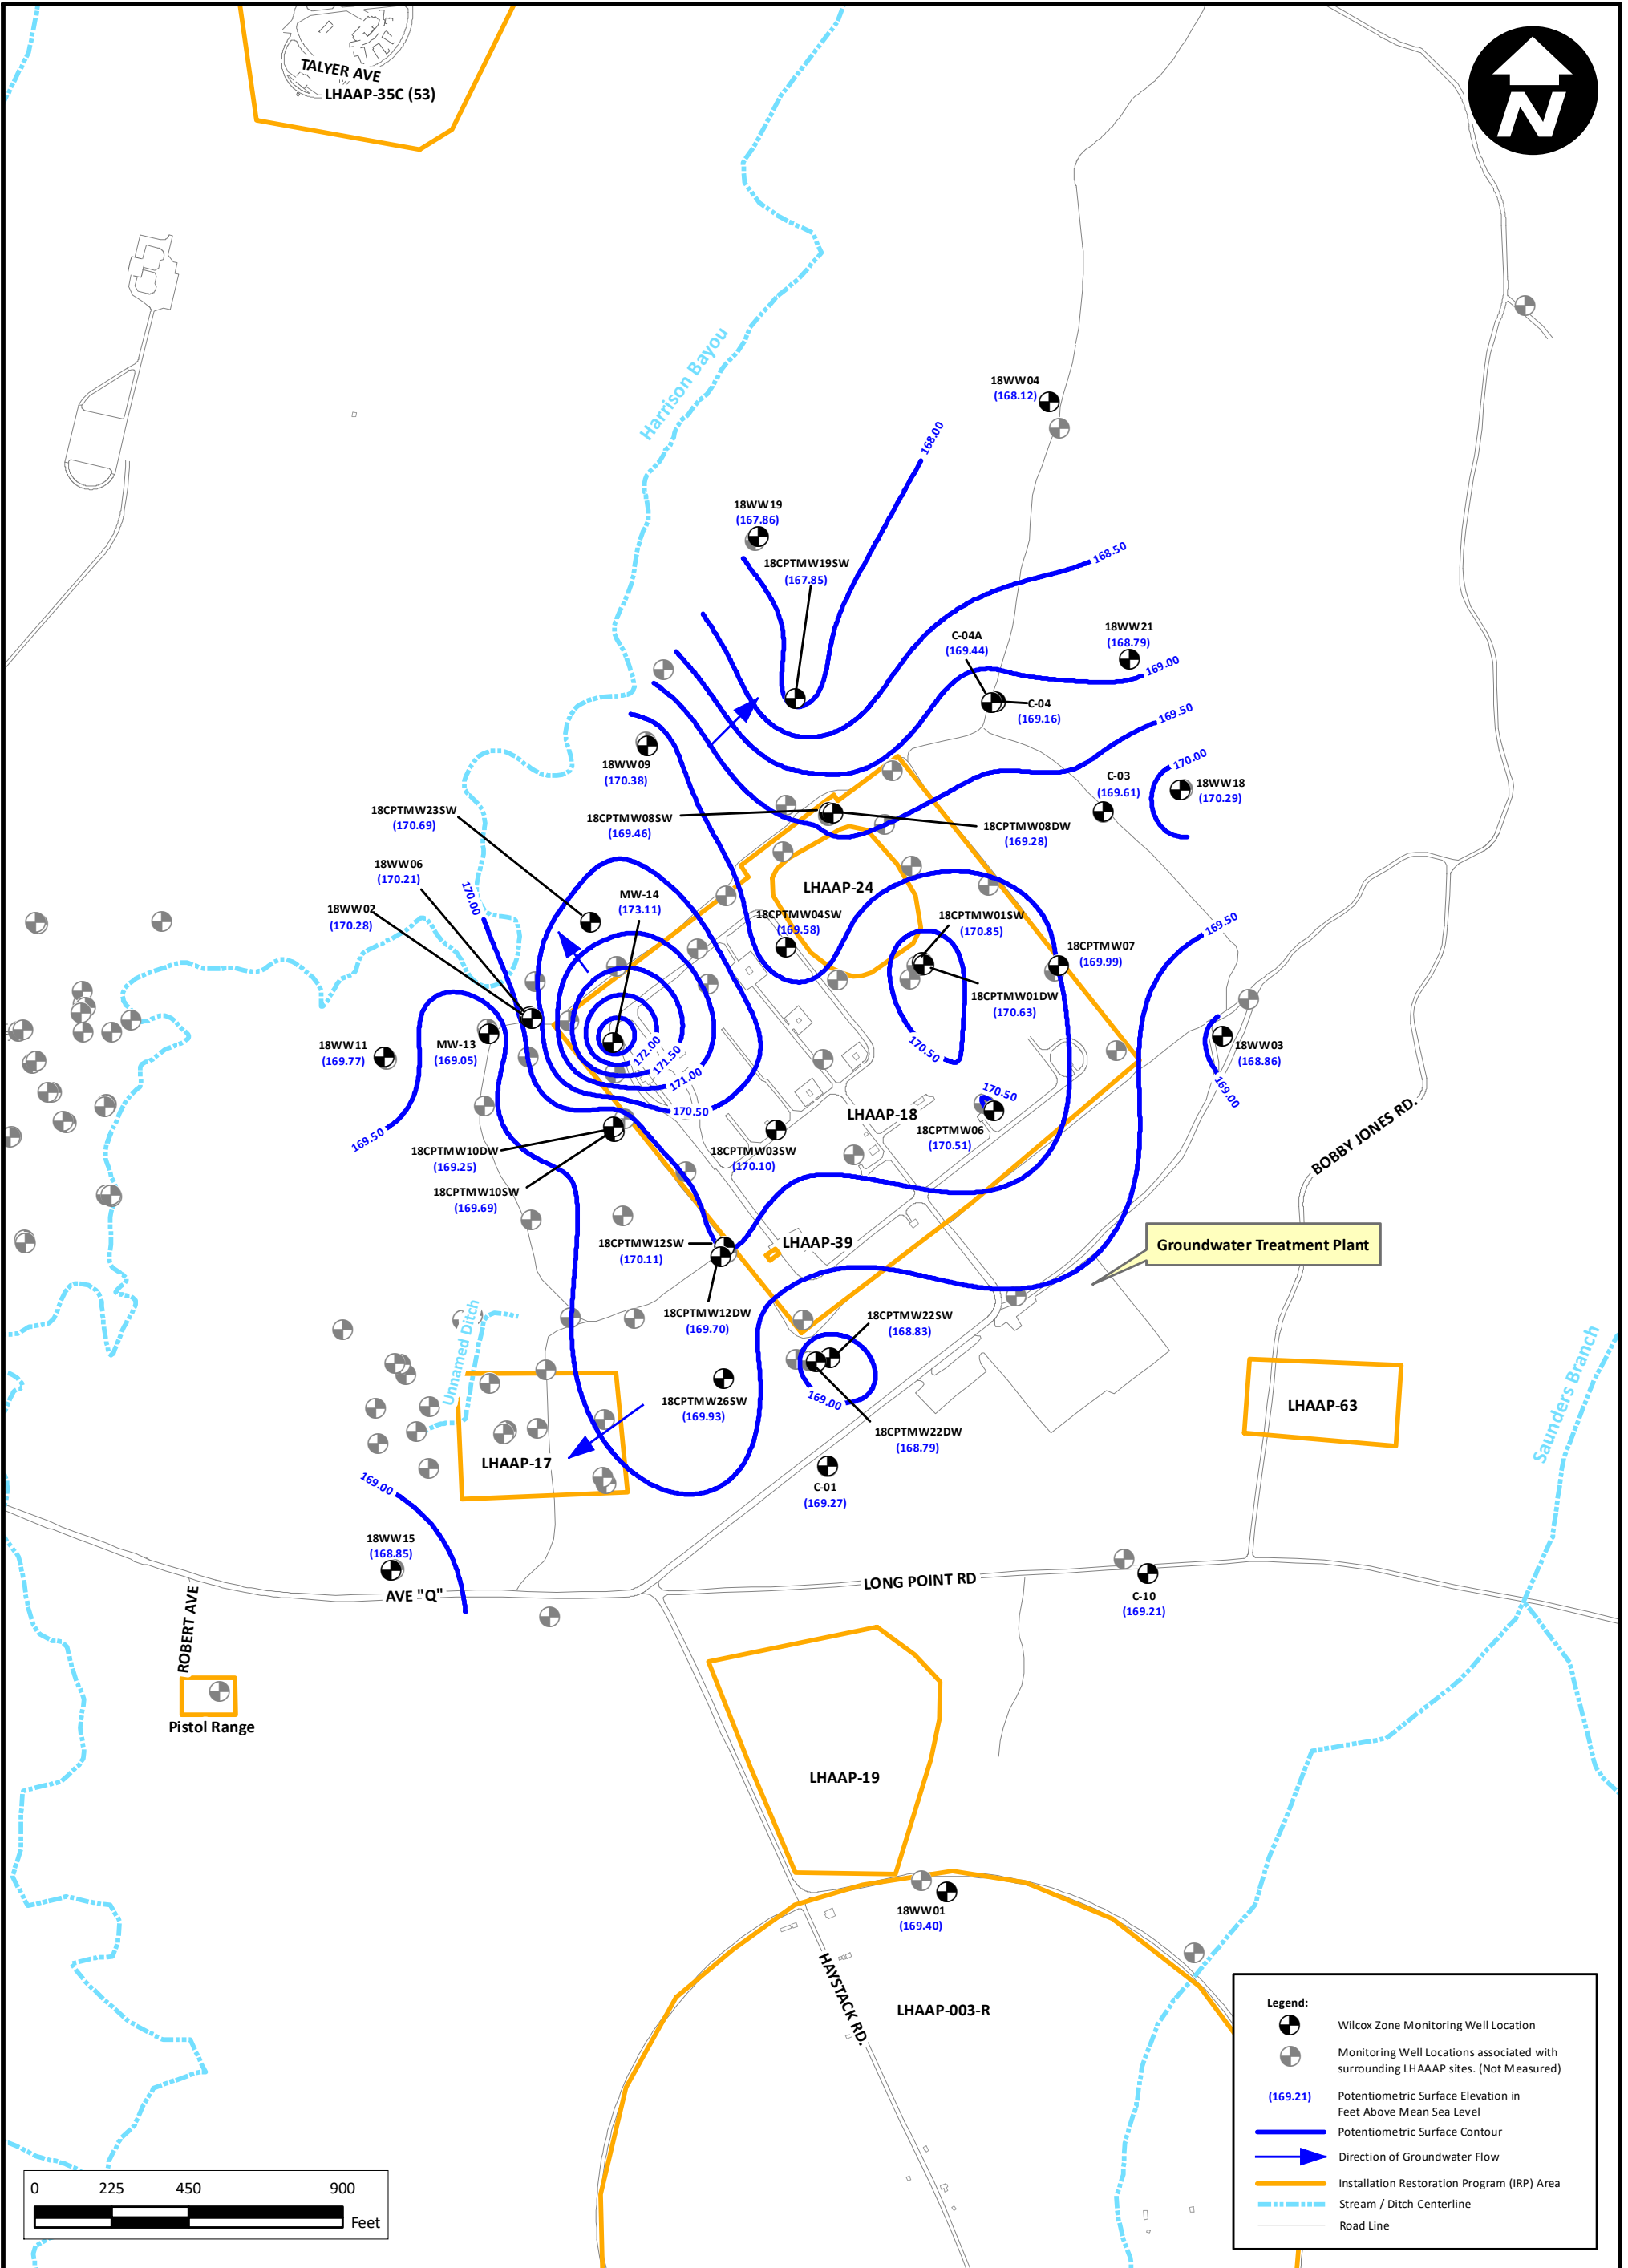 N
TALYER AVE
LHAAP-35C (53)
Harrison Bayou
18WW04
(168.12)
168.00
18WW19
(167.86)
18CPTMW19SW
(167.85)
168.50
C-04A
(169.44)
18WW21
(168.79)
169.00
C-04
(169.16)
169.50
18WW09
(170.38)
170.00
18WW18
(170.29)
C-03
(169.61)
18CPTMW23SW
(170.69)
18CPTMW08SW
(169.46)
18CPTMW08DW
(169.28)
18WW06
(170.21)
170.00
MW-14
(173.11)
LHAAP-24
18WW02
(170.28)
18CPTMW04SW
(169.58)
18CPTMW01SW
(170.85)
169.50
18CPTMW07
(169.99)
18CPTMW01DW
(170.63)
18WW11
(169.77)
MW-13
(169.05)
172.00
171.50
171.00
170.50
170.50
18WW03
(168.86)
169.00
170.50
LHAAP-18
18CPTMW06
(170.51)
169.50
18CPTMW10DW
(169.25)
18CPTMW03SW
(170.10)
BOBBY JONES RD.
18CPTMW10SW
(169.69)
18CPTMW12SW
(170.11)
LHAAP-39
Groundwater Treatment Plant
18CPTMW12DW
(169.70)
18CPTMW22SW
(168.83)
Unnamed Ditch
18CPTMW26SW
(169.93)
169.00
18CPTMW22DW
(168.79)
LHAAP-63
Saunders Branch
LHAAP-17
169.00
C-01
(169.27)
18WW15
(168.85)
AVE "Q"
LONG POINT RD
C-10
(169.21)
ROBERT AVE
Pistol Range
LHAAP-19
18WW01
(169.40)
HAYSTACK RD.
LHAAP-003-R
Legend:
Wilcox Zone Monitoring Well Location
Monitoring Well Locations associated with
surrounding LHAAAP sites. (Not Measured)
(169.21)
Potentiometric Surface Elevation in
Feet Above Mean Sea Level
Potentiometric Surface Contour
Direction of Groundwater Flow
Installation Restoration Program (IRP) Area
Stream / Ditch Centerline
Road Line
0 225 450 900
Feet